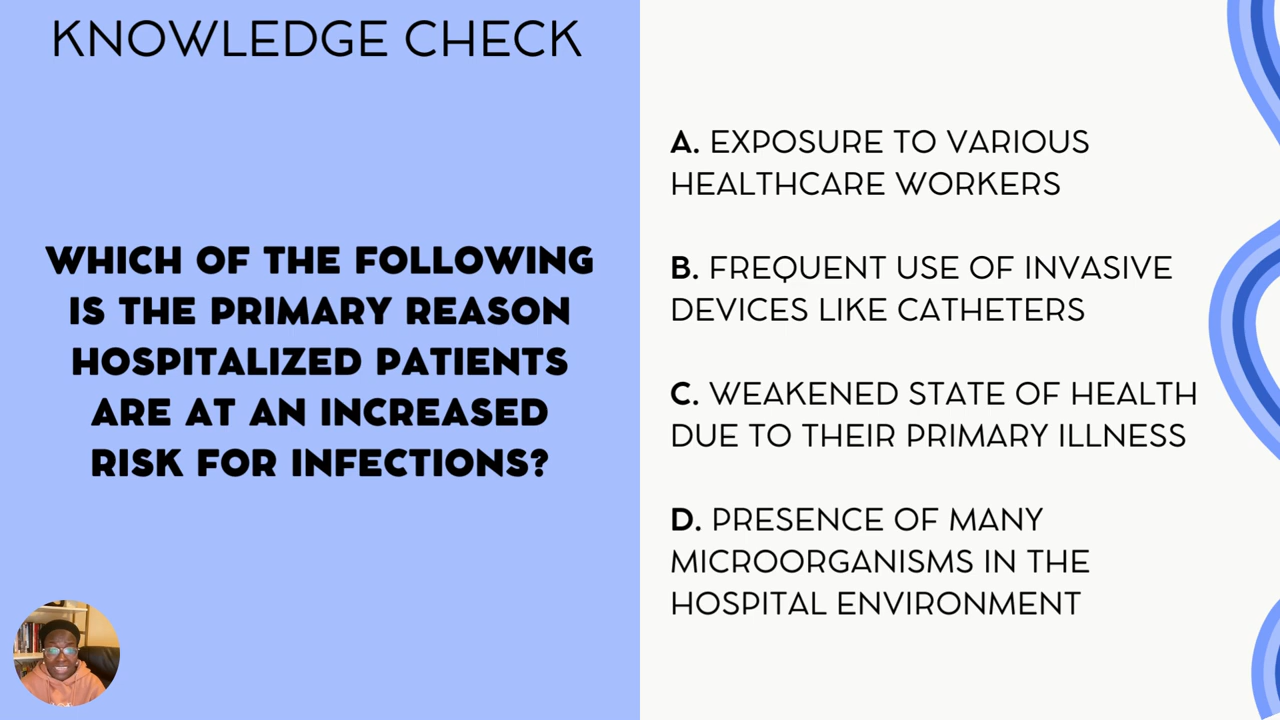 KNOWLEDGE CHECK
WHICH OF THE FOLLOWING
IS THE PRIMARY REASON
HOSPITALIZED PATIENTS
ARE AT AN INCREASED
RISK FOR INFECTIONS?
A. EXPOSURE TO VARIOUS
HEALTHCARE WORKERS
B. FREQUENT USE OF INVASIVE
DEVICES LIKE CATHETERS
C. WEAKENED STATE OF HEALTH
DUE TO THEIR PRIMARY ILLNESS
D. PRESENCE OF MANY
MICROORGANISMS IN THE
HOSPITAL ENVIRONMENT